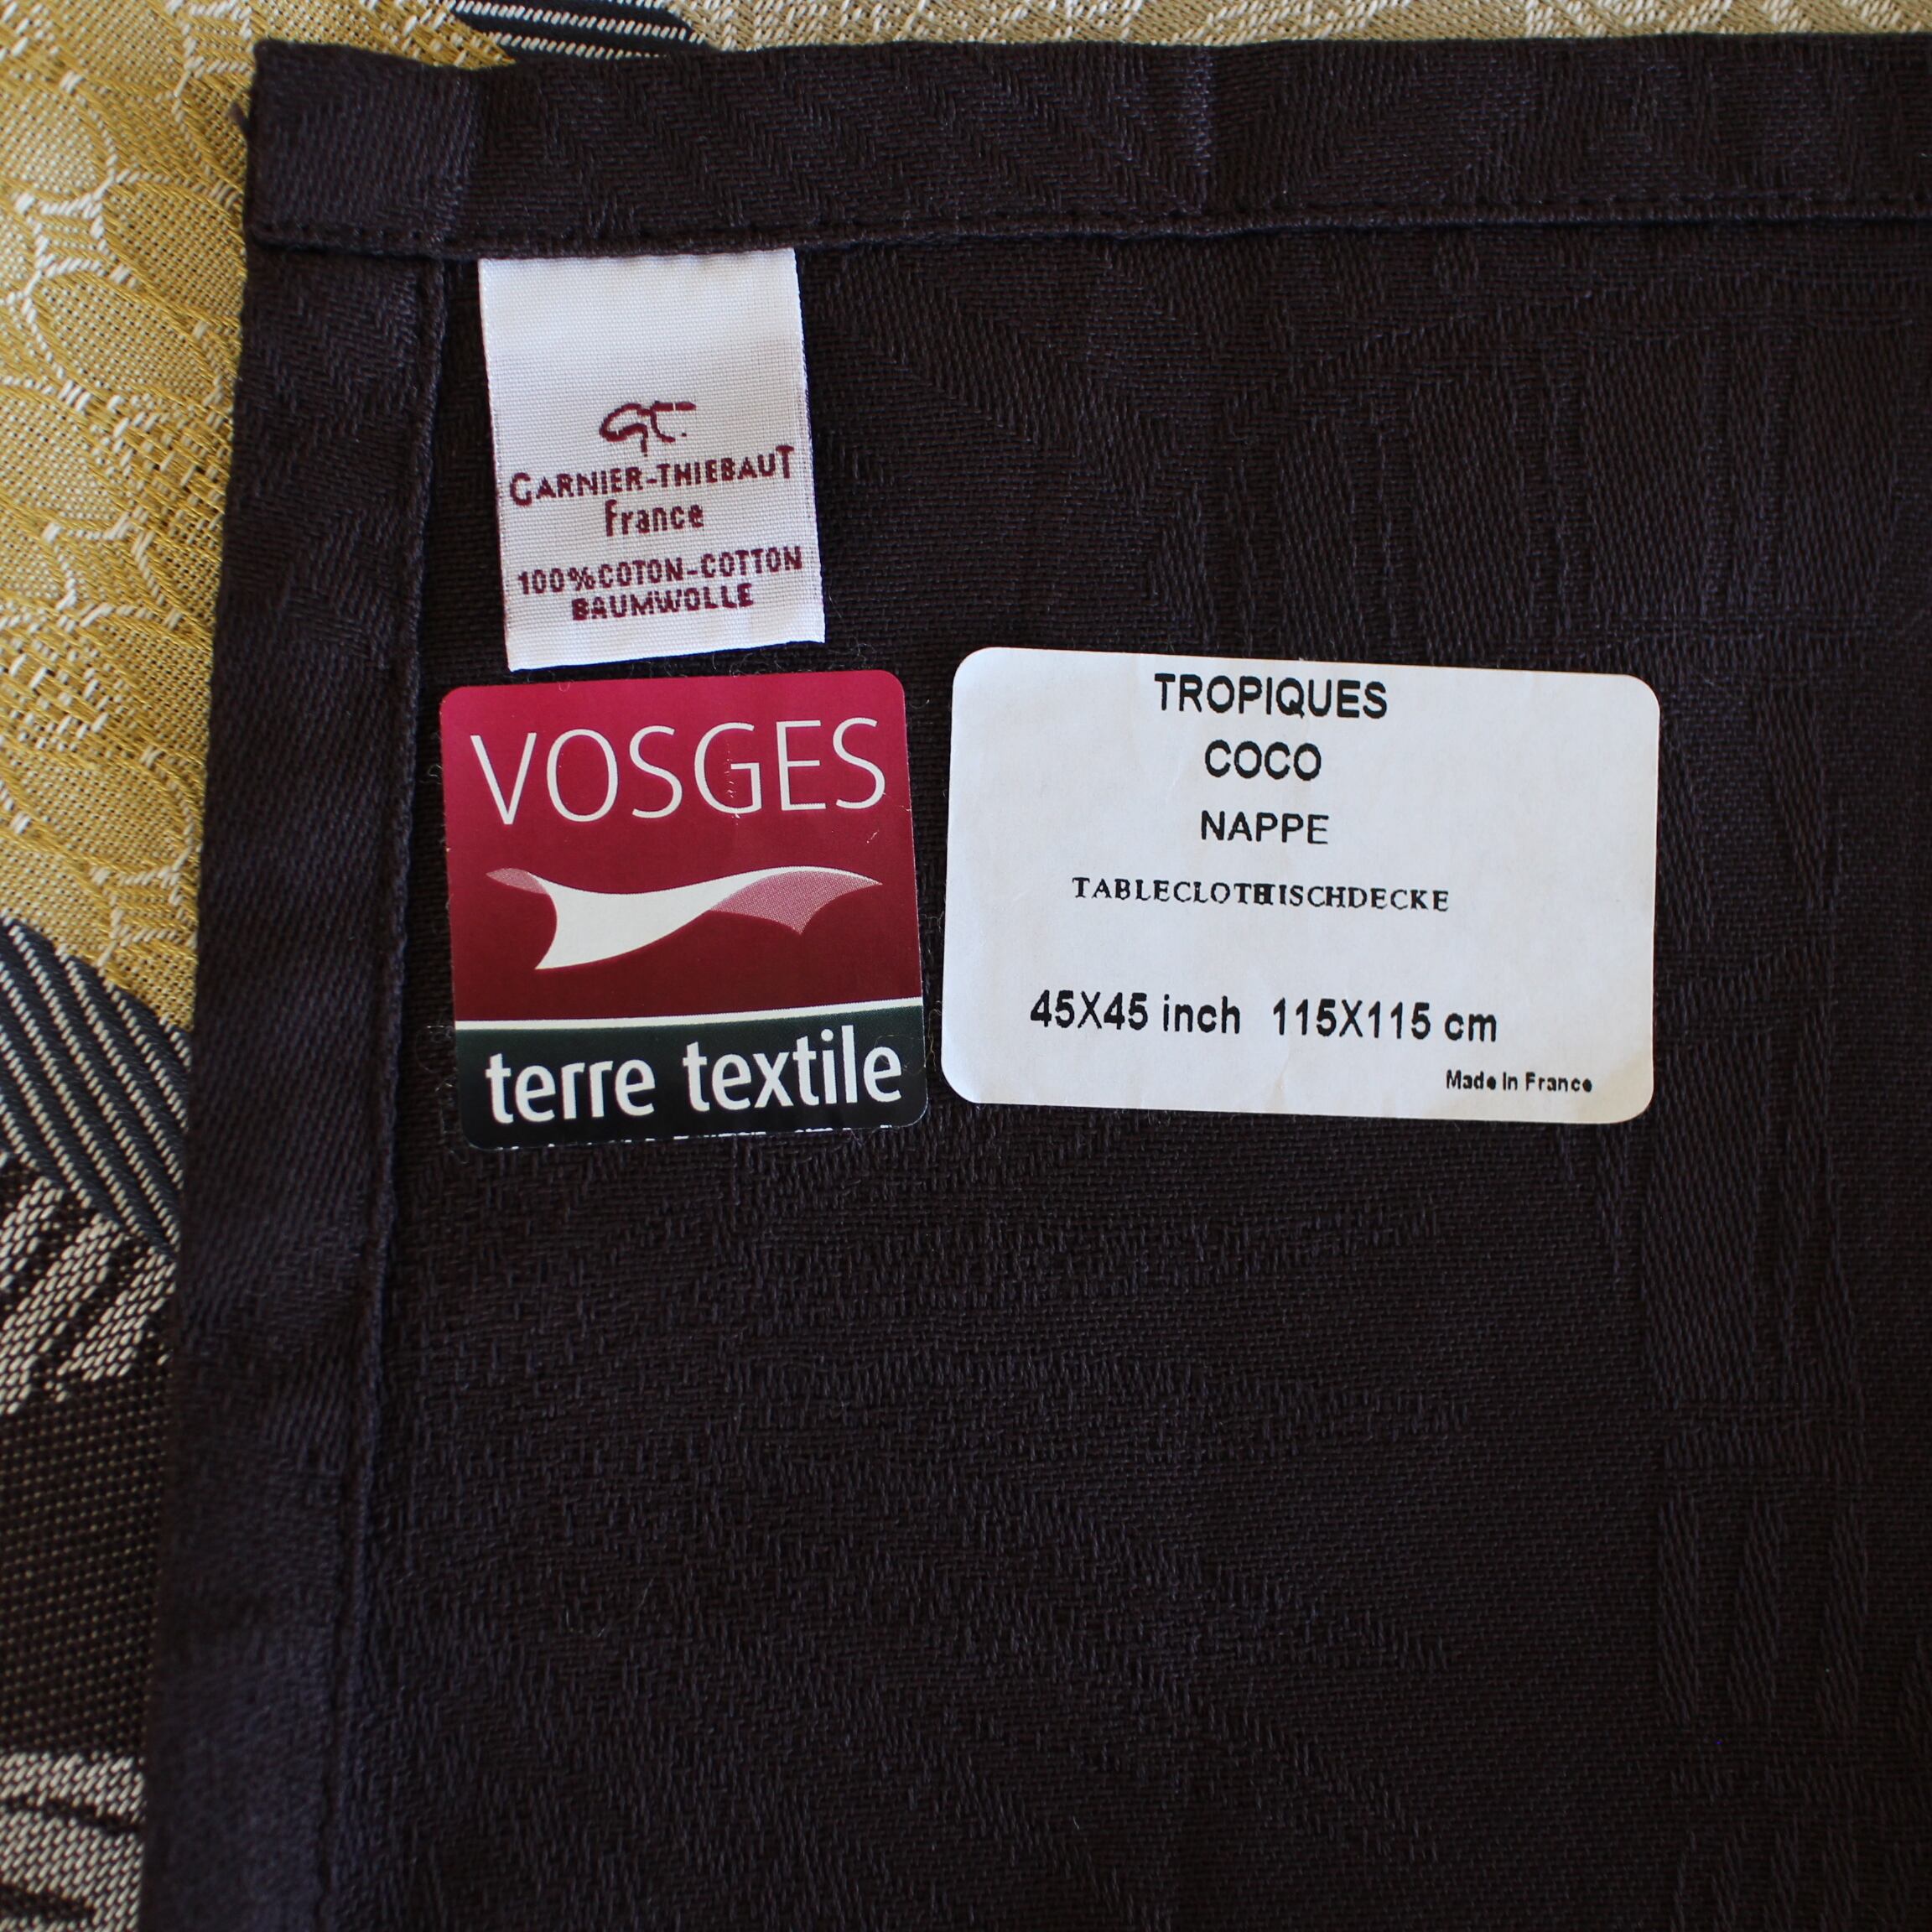 GT.
GARNIER-THIEBAUT
france
100%COTON-COTTON
BAUMWOLLE
VOSGES
terre textile
TROPIQUES
COCO
NAPPE
TABLECLOTHTISCHDECKE
45X45 inch 115X115 cm
Made In France